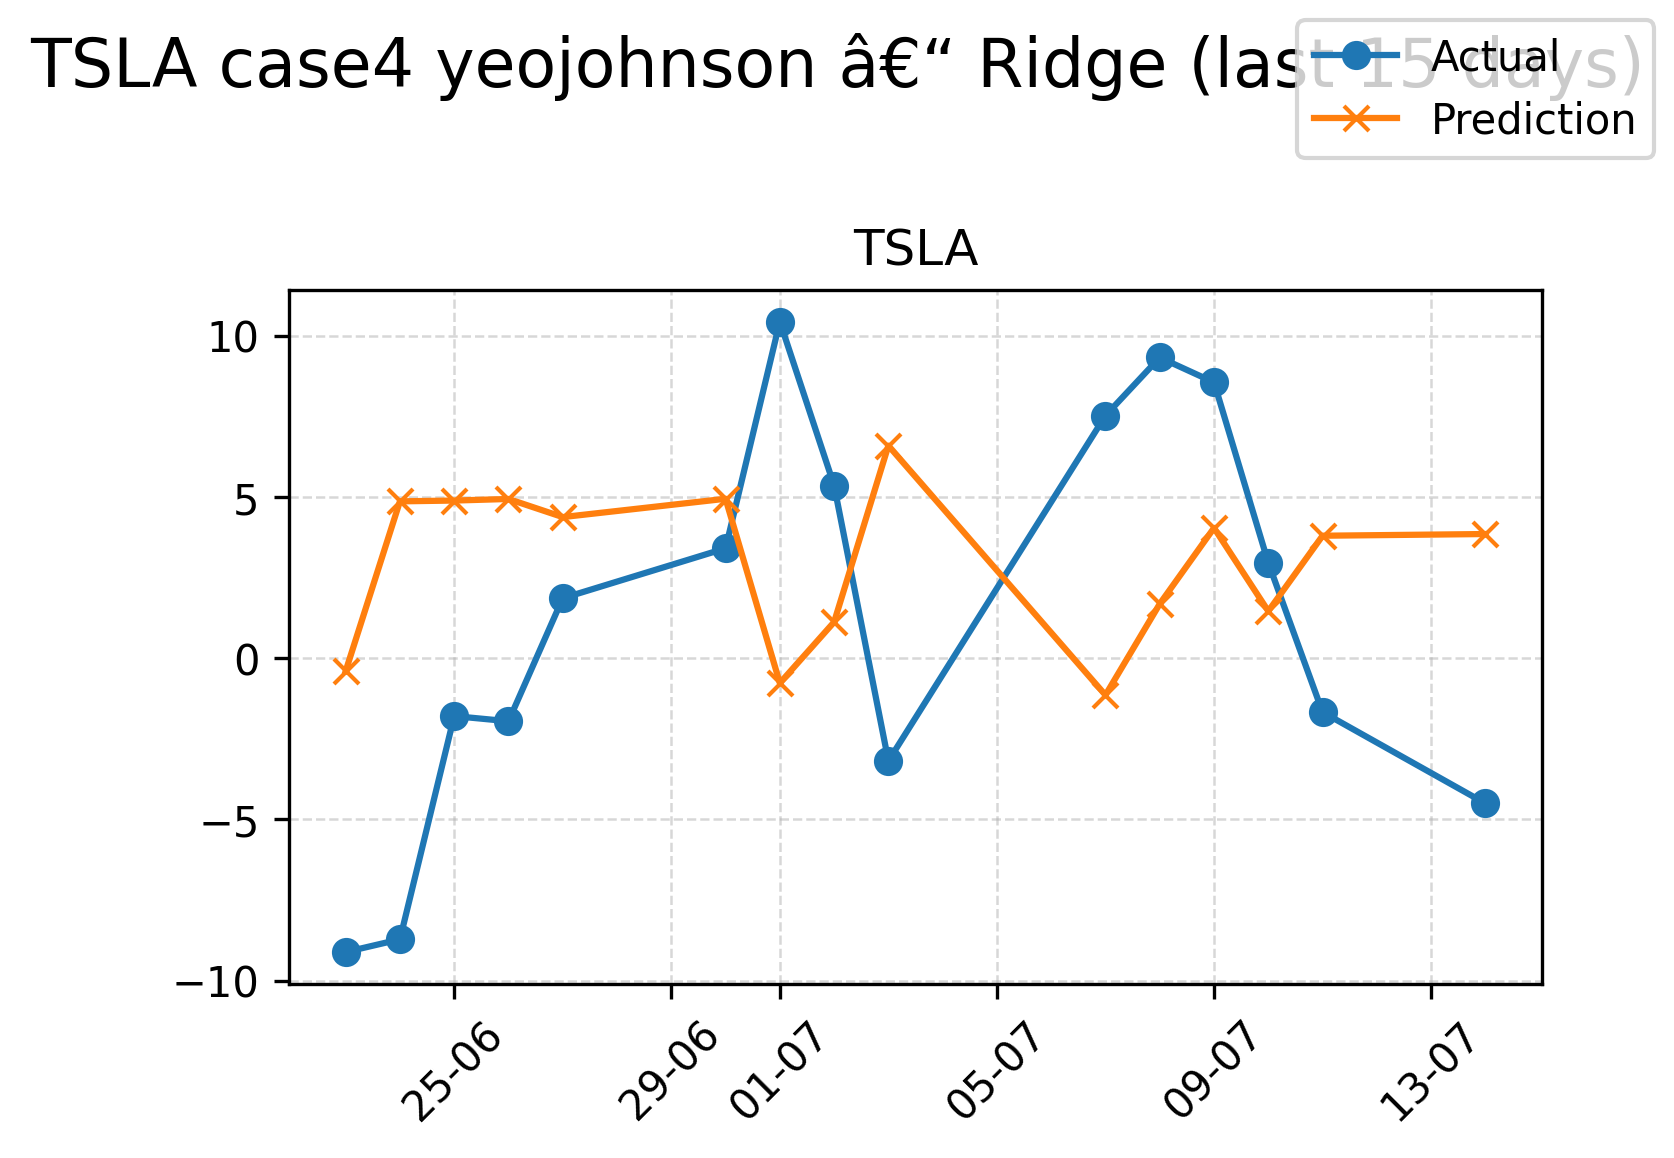 TSLA case4 yeojohnson â€“ Ridge (last 15 days)
Actual
Prediction
TSLA
10
5
0
−5
−10
25-06
29-06
01-07
05-07
09-07
13-07